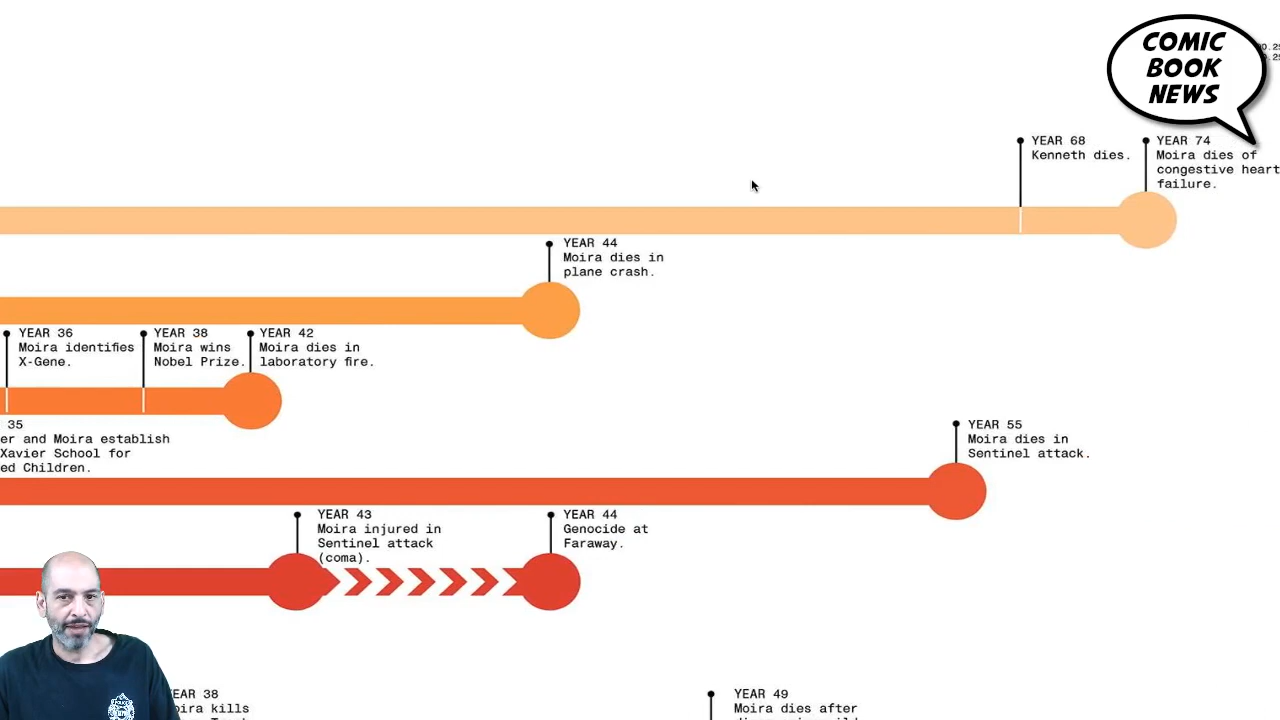 COMIC
BOOK
NEWS
YEAR 68
Kenneth dies.
YEAR 74
Moira dies of
congestive heart
failure.
YEAR 44
Moira dies in
plane crash.
YEAR 36
Moira identifies
X-Gene.
YEAR 38
Moira wins
Nobel Prize.
YEAR 42
Moira dies in
laboratory fire.
35
er and Moira establish
Xavier School for
ed Children.
YEAR 55
Moira dies in
Sentinel attack.
YEAR 43
Moira injured in
Sentinel attack
(coma).
YEAR 44
Genocide at
Faraway.
YEAR 38
oira kills
YEAR 49
Moira dies after